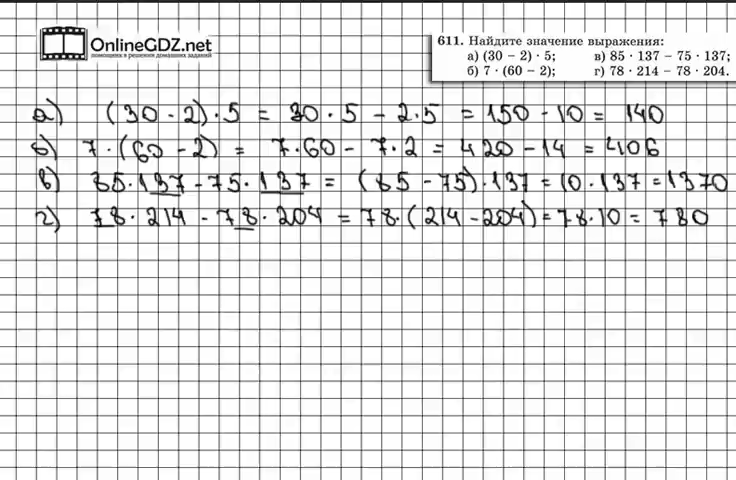 OnlineGDZ.net
помощник в решении домашних заданий
611. Найдите значение выражения:
а) (30 − 2) · 5; в) 85 · 137 − 75 · 137;
б) 7 · (60 − 2); г) 78 · 214 − 78 · 204.
а) (30 - 2) · 5 = 30 · 5 - 2 · 5 = 150 - 10 = 140
б) 7 · (60 - 2) = 7 · 60 - 7 · 2 = 420 - 14 = 406
в) 85 · 137 - 75 · 137 = (85 - 75) · 137 = 10 · 137 = 1370
г) 78 · 214 - 78 · 204 = 78 · (214 - 204) = 78 · 10 = 780